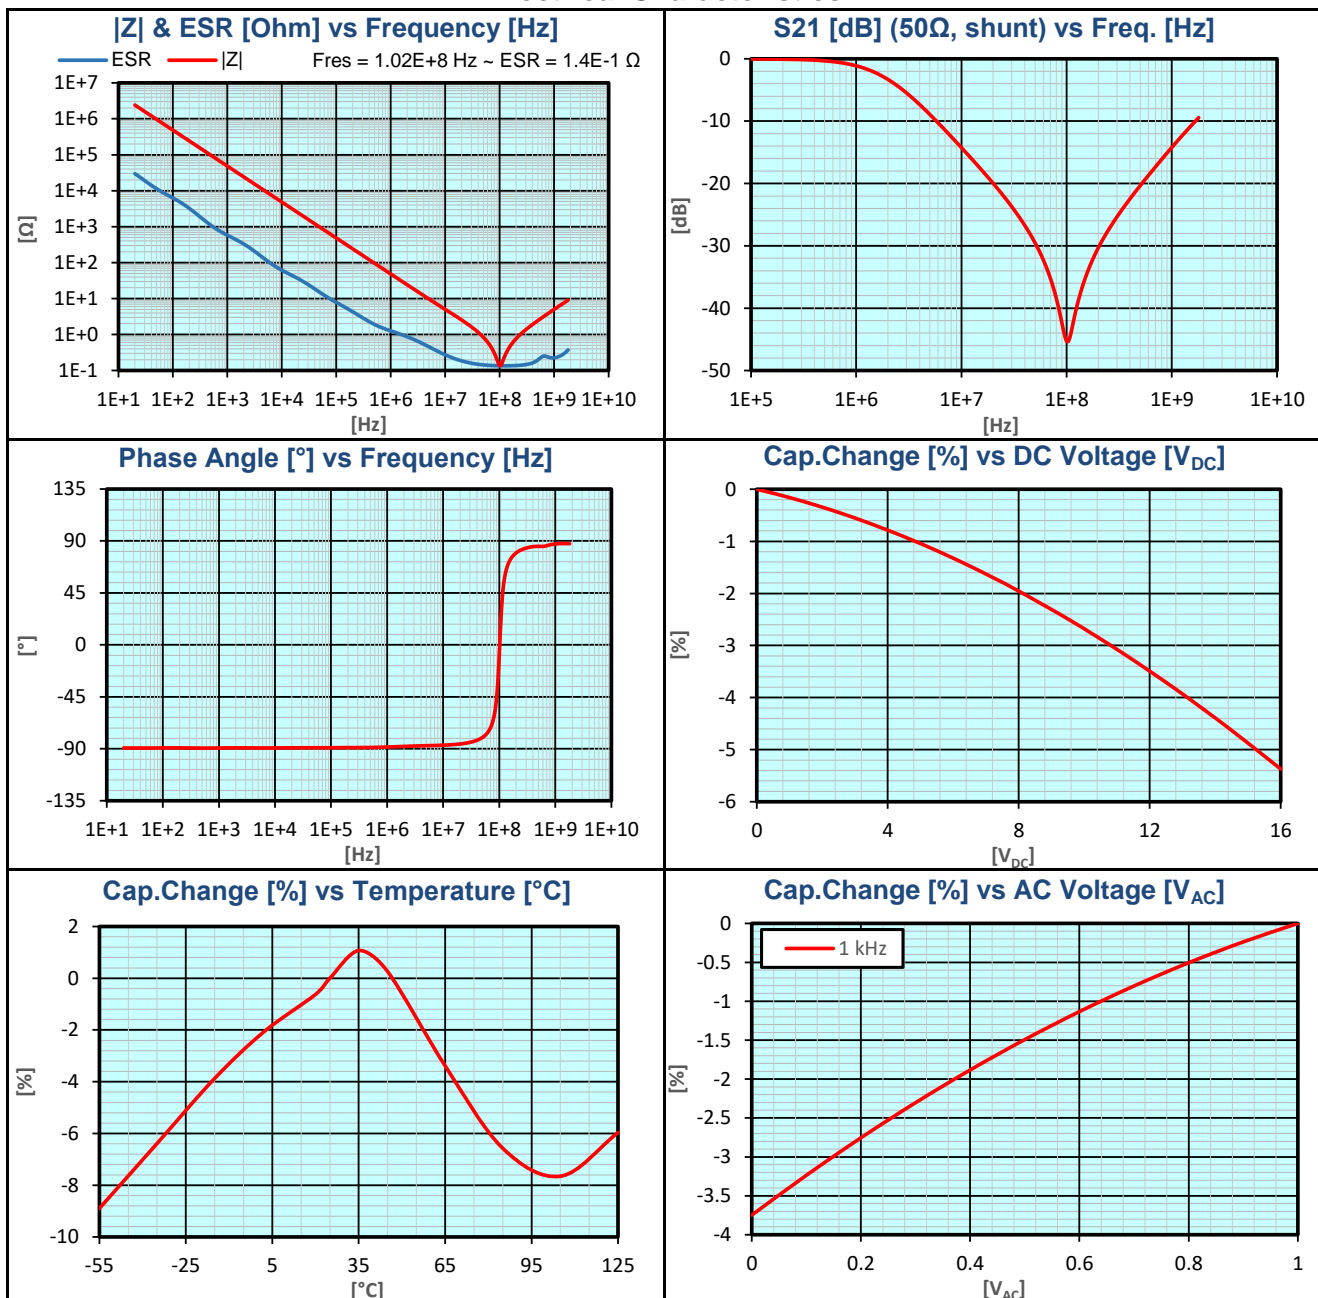 |Z| & ESR [Ohm] vs Frequency [Hz]
ESR |Z| Fres = 1.02E+8 Hz ~ ESR = 1.4E-1 Ω
1E+7
1E+6
1E+5
1E+4
1E+3
1E+2
1E+1
1E+0
1E-1
[Ω]
1E+1 1E+2 1E+3 1E+4 1E+5 1E+6 1E+7 1E+8 1E+9 1E+10
[Hz]
S21 [dB] (50Ω, shunt) vs Freq. [Hz]
0
-10
-20
-30
-40
-50
[dB]
1E+5 1E+6 1E+7 1E+8 1E+9 1E+10
[Hz]
Phase Angle [°] vs Frequency [Hz]
135
90
45
0
-45
-90
-135
[°]
1E+1 1E+2 1E+3 1E+4 1E+5 1E+6 1E+7 1E+8 1E+9 1E+10
[Hz]
Cap.Change [%] vs DC Voltage [VDC]
0
-1
-2
-3
-4
-5
-6
[%]
0 4 8 12 16
[VDC]
Cap.Change [%] vs Temperature [°C]
2
0
-2
-4
-6
-8
-10
[%]
-55 -25 5 35 65 95 125
[°C]
Cap.Change [%] vs AC Voltage [VAC]
1 kHz
0
-0.5
-1
-1.5
-2
-2.5
-3
-3.5
-4
[%]
0 0.2 0.4 0.6 0.8 1
[VAC]